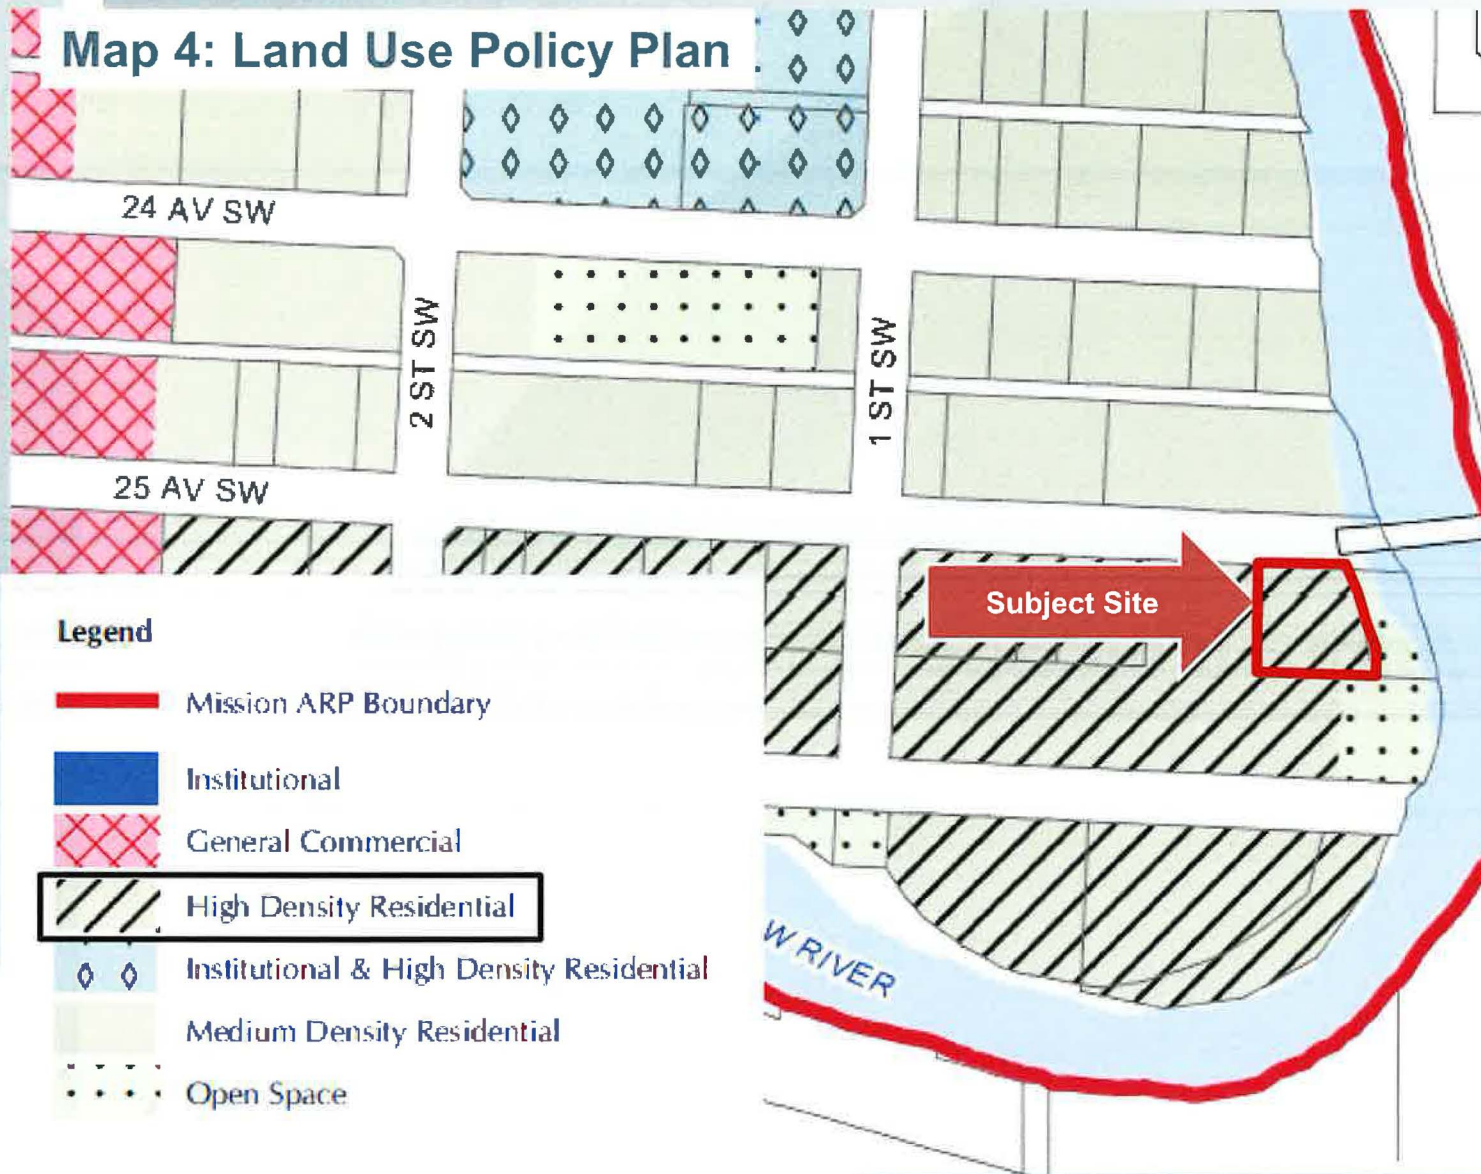 Map 4: Land Use Policy Plan
24 AV SW
2 ST SW
1 ST SW
25 AV SW
Subject Site
Legend
Mission ARP Boundary
Institutional
General Commercial
High Density Residential
Institutional & High Density Residential
Medium Density Residential
Open Space
W RIVER